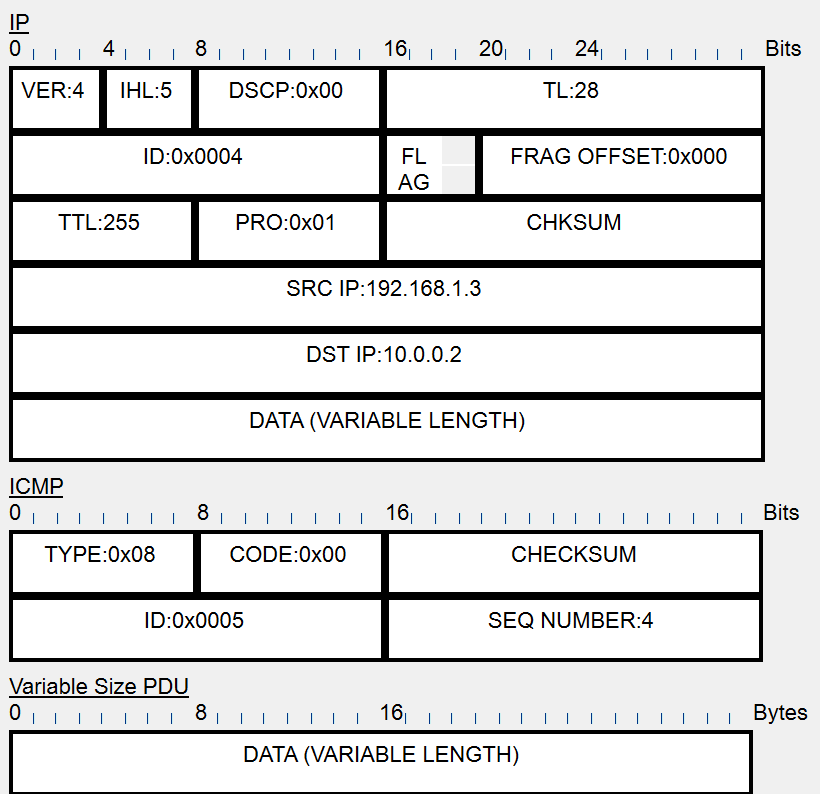 IP
0 4 8 16 20 24 Bits
VER:4 IHL:5 DSCP:0x00 TL:28
ID:0x0004 FL AG FRAG OFFSET:0x000
TTL:255 PRO:0x01 CHKSUM
SRC IP:192.168.1.3
DST IP:10.0.0.2
DATA (VARIABLE LENGTH)
ICMP
0 8 16 Bits
TYPE:0x08 CODE:0x00 CHECKSUM
ID:0x0005 SEQ NUMBER:4
Variable Size PDU
0 8 16 Bytes
DATA (VARIABLE LENGTH)